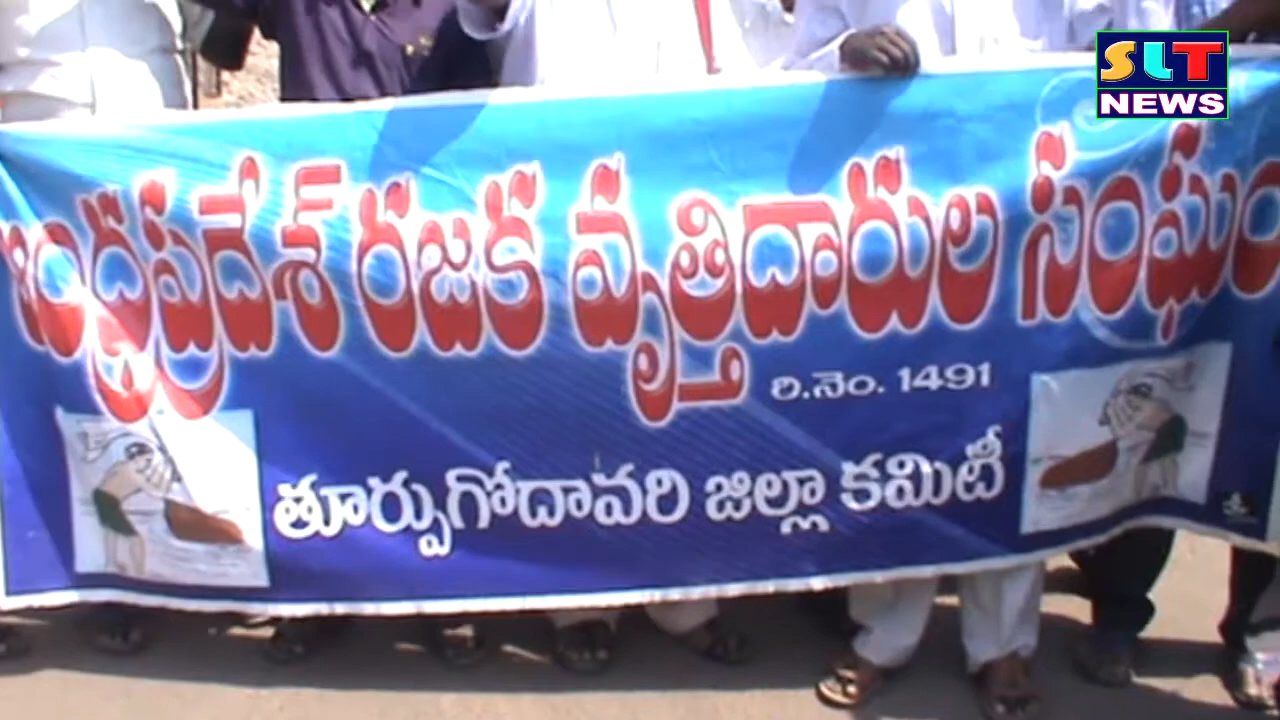 SLT
NEWS
ఆంధ్రప్రదేశ్ రజక వృత్తిదారుల సంఘం
రి.నెం. 1491
తూర్పుగోదావరి జిల్లా కమిటీ